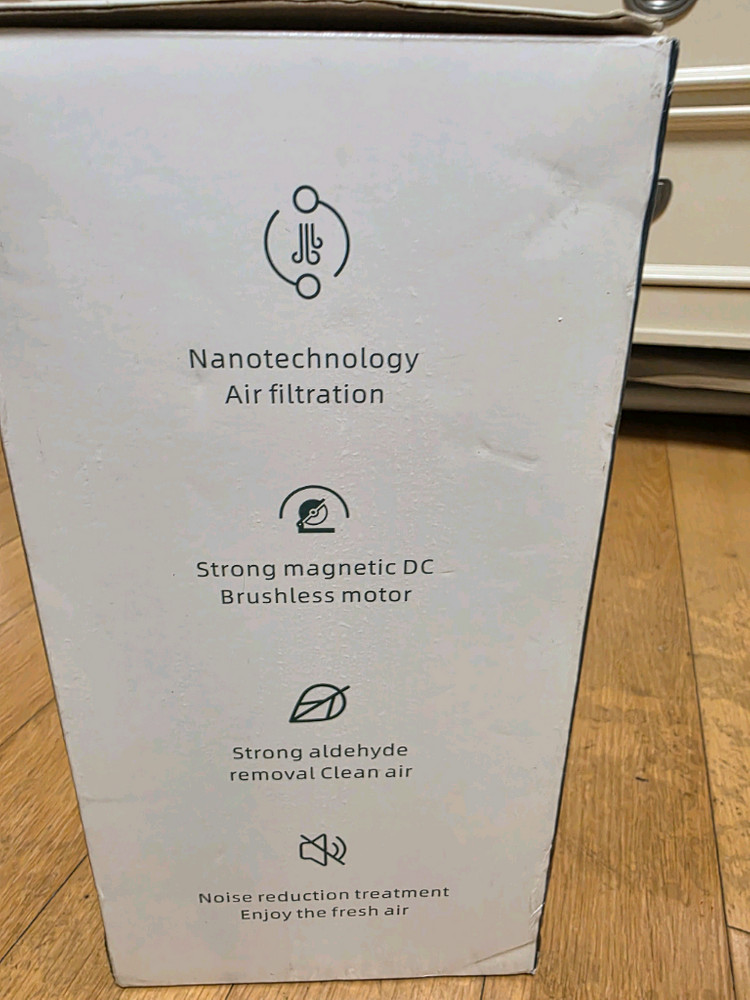 Nanotechnology
Air filtration
Strong magnetic DC
Brushless motor
Strong aldehyde
removal Clean air
Noise reduction treatment
Enjoy the fresh air